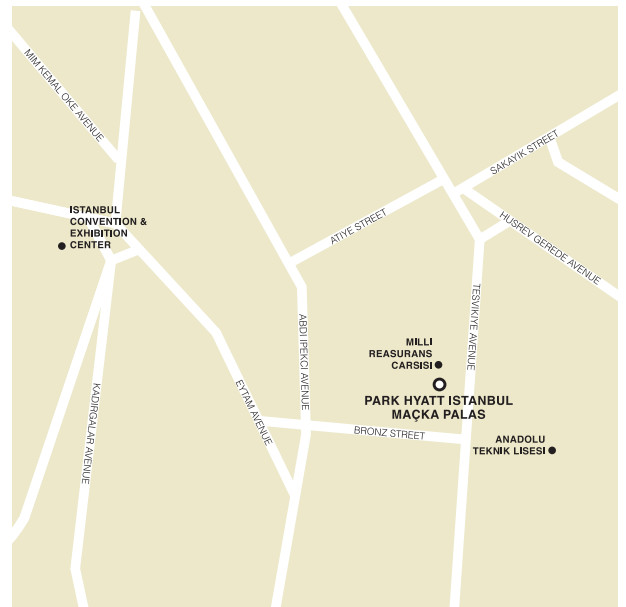 MIM KEMAL OKE AVENUE
SAKAYIK STREET
ISTANBUL
CONVENTION &
EXHIBITION
CENTER
ATIYE STREET
HUSREV GEREDE AVENUE
TESVIKIYE AVENUE
ABDI IPEKCI AVENUE
MILLI
REASURANS
CARSISI
KADIRGALAR AVENUE
EYTAM AVENUE
PARK HYATT ISTANBUL
MAÇKA PALAS
BRONZ STREET
ANADOLU
TEKNIK LISESI